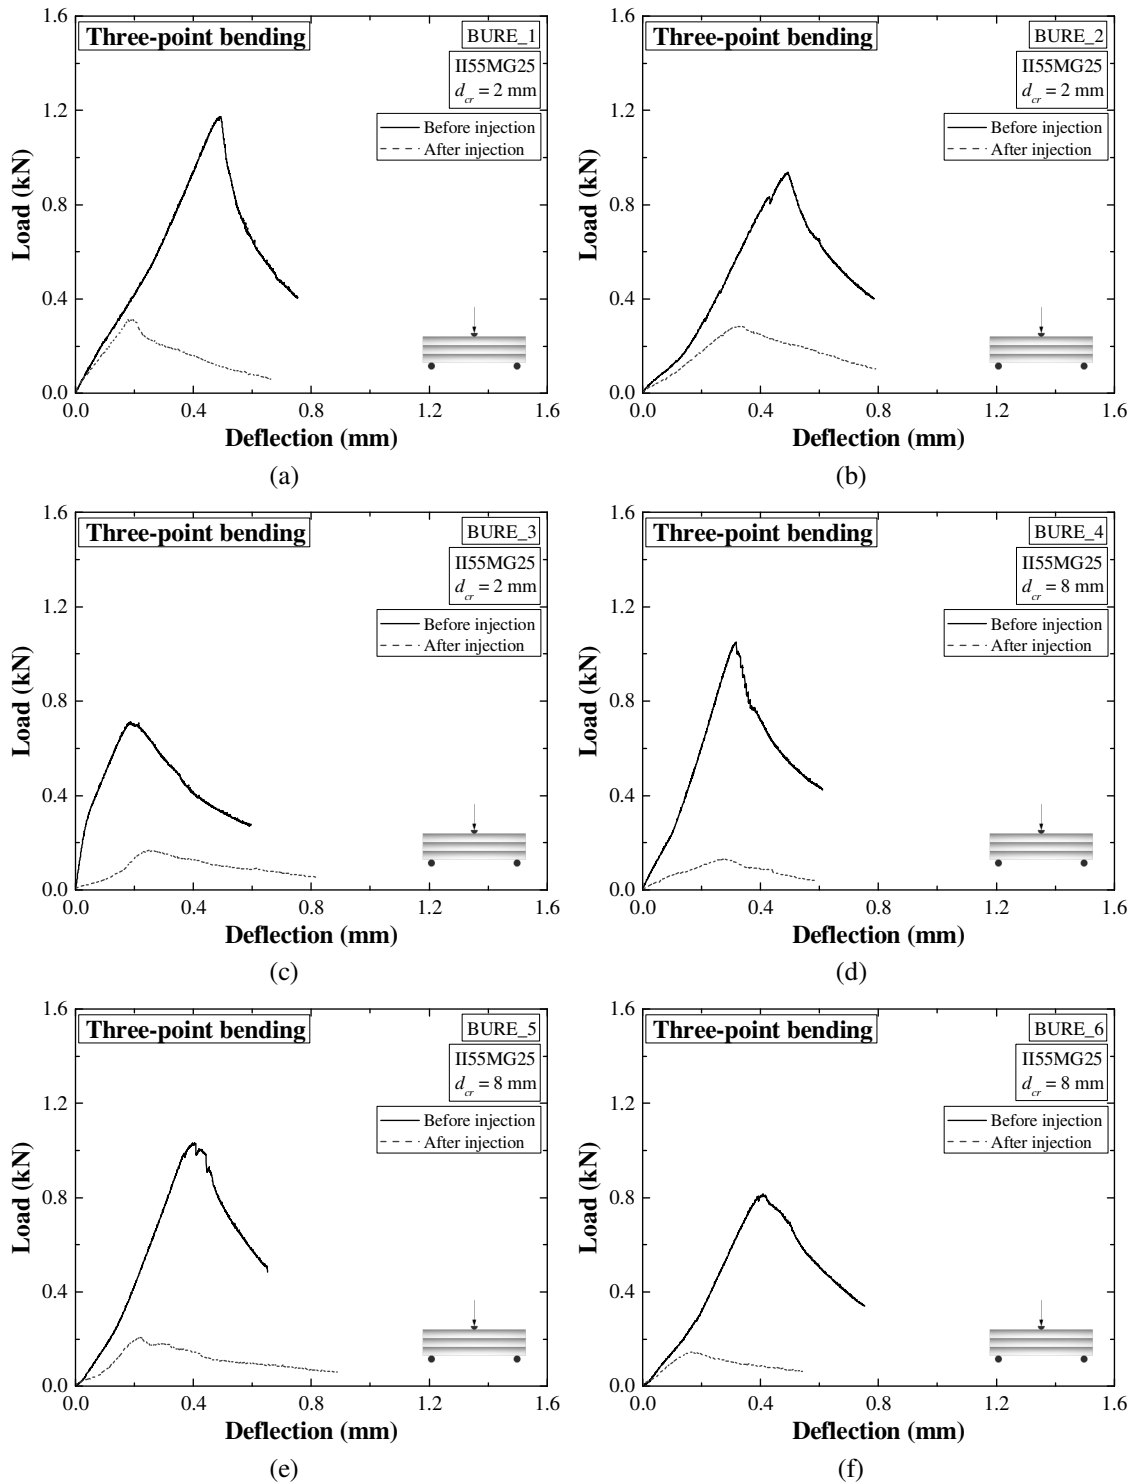 Three-point bending
BURE_1
II55MG25
d_cr = 2 mm
Before injection
After injection
Load (kN)
1.6
1.2
0.8
0.4
0.0
0.0 0.4 0.8 1.2 1.6
Deflection (mm)
(a)
Three-point bending
BURE_2
II55MG25
d_cr = 2 mm
Before injection
After injection
Load (kN)
1.6
1.2
0.8
0.4
0.0
0.0 0.4 0.8 1.2 1.6
Deflection (mm)
(b)
Three-point bending
BURE_3
II55MG25
d_cr = 2 mm
Before injection
After injection
Load (kN)
1.6
1.2
0.8
0.4
0.0
0.0 0.4 0.8 1.2 1.6
Deflection (mm)
(c)
Three-point bending
BURE_4
II55MG25
d_cr = 8 mm
Before injection
After injection
Load (kN)
1.6
1.2
0.8
0.4
0.0
0.0 0.4 0.8 1.2 1.6
Deflection (mm)
(d)
Three-point bending
BURE_5
II55MG25
d_cr = 8 mm
Before injection
After injection
Load (kN)
1.6
1.2
0.8
0.4
0.0
0.0 0.4 0.8 1.2 1.6
Deflection (mm)
(e)
Three-point bending
BURE_6
II55MG25
d_cr = 8 mm
Before injection
After injection
Load (kN)
1.6
1.2
0.8
0.4
0.0
0.0 0.4 0.8 1.2 1.6
Deflection (mm)
(f)